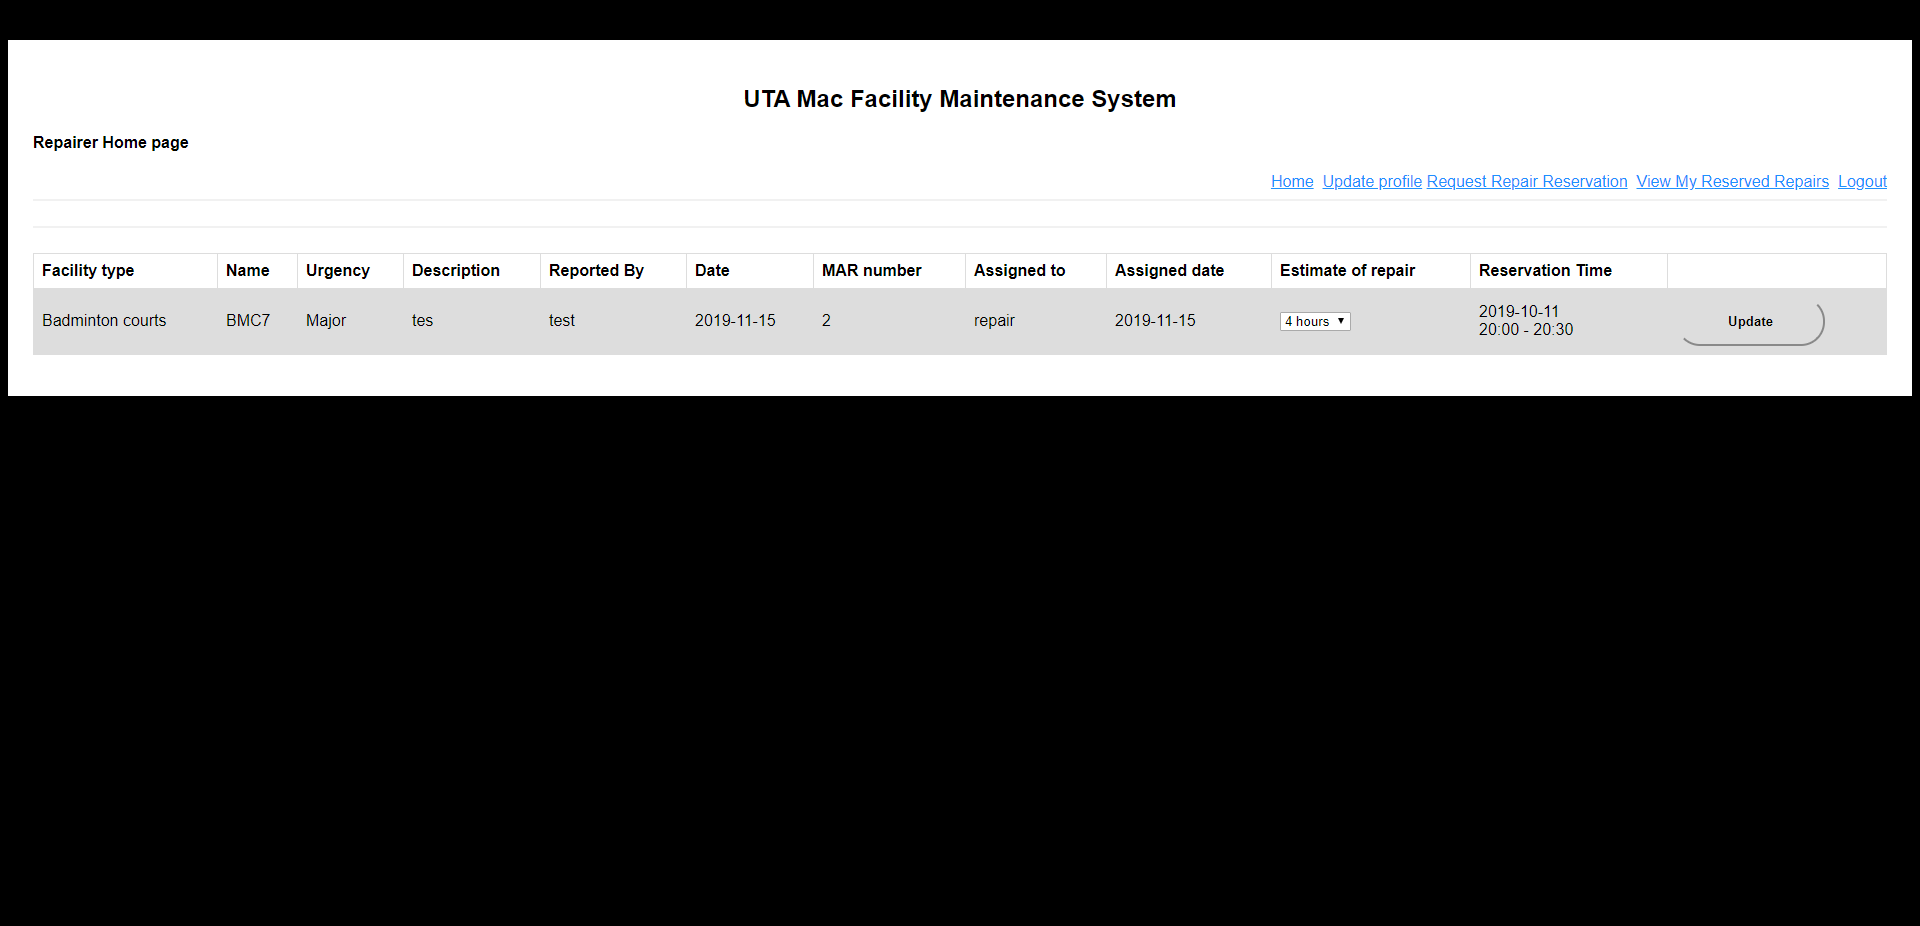 UTA Mac Facility Maintenance System
Repairer Home page
Home Update profile Request Repair Reservation View My Reserved Repairs Logout
Facility type Name Urgency Description Reported By Date MAR number Assigned to Assigned date Estimate of repair Reservation Time
Badminton courts BMC7 Major tes test 2019-11-15 2 repair 2019-11-15 4 hours 2019-10-11
20:00 - 20:30 Update